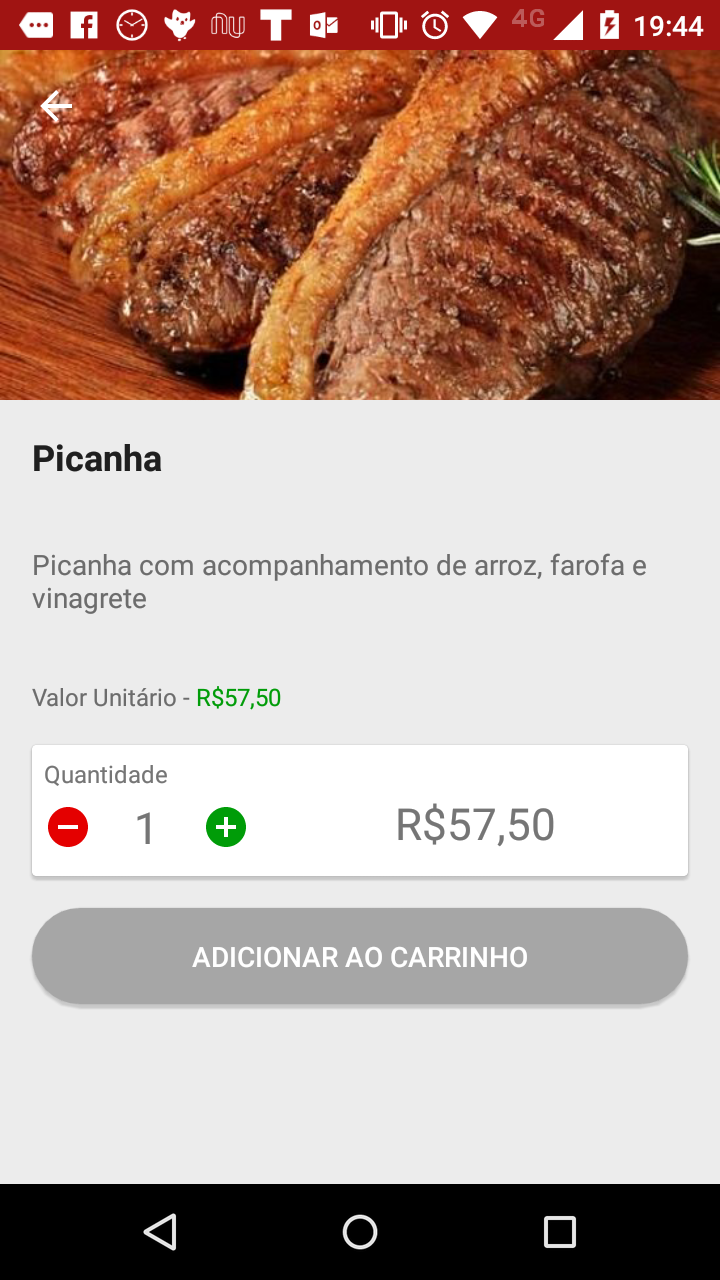 4G 19:44
Picanha
Picanha com acompanhamento de arroz, farofa e
vinagrete
Valor Unitário - R$57,50
Quantidade
1 R$57,50
ADICIONAR AO CARRINHO